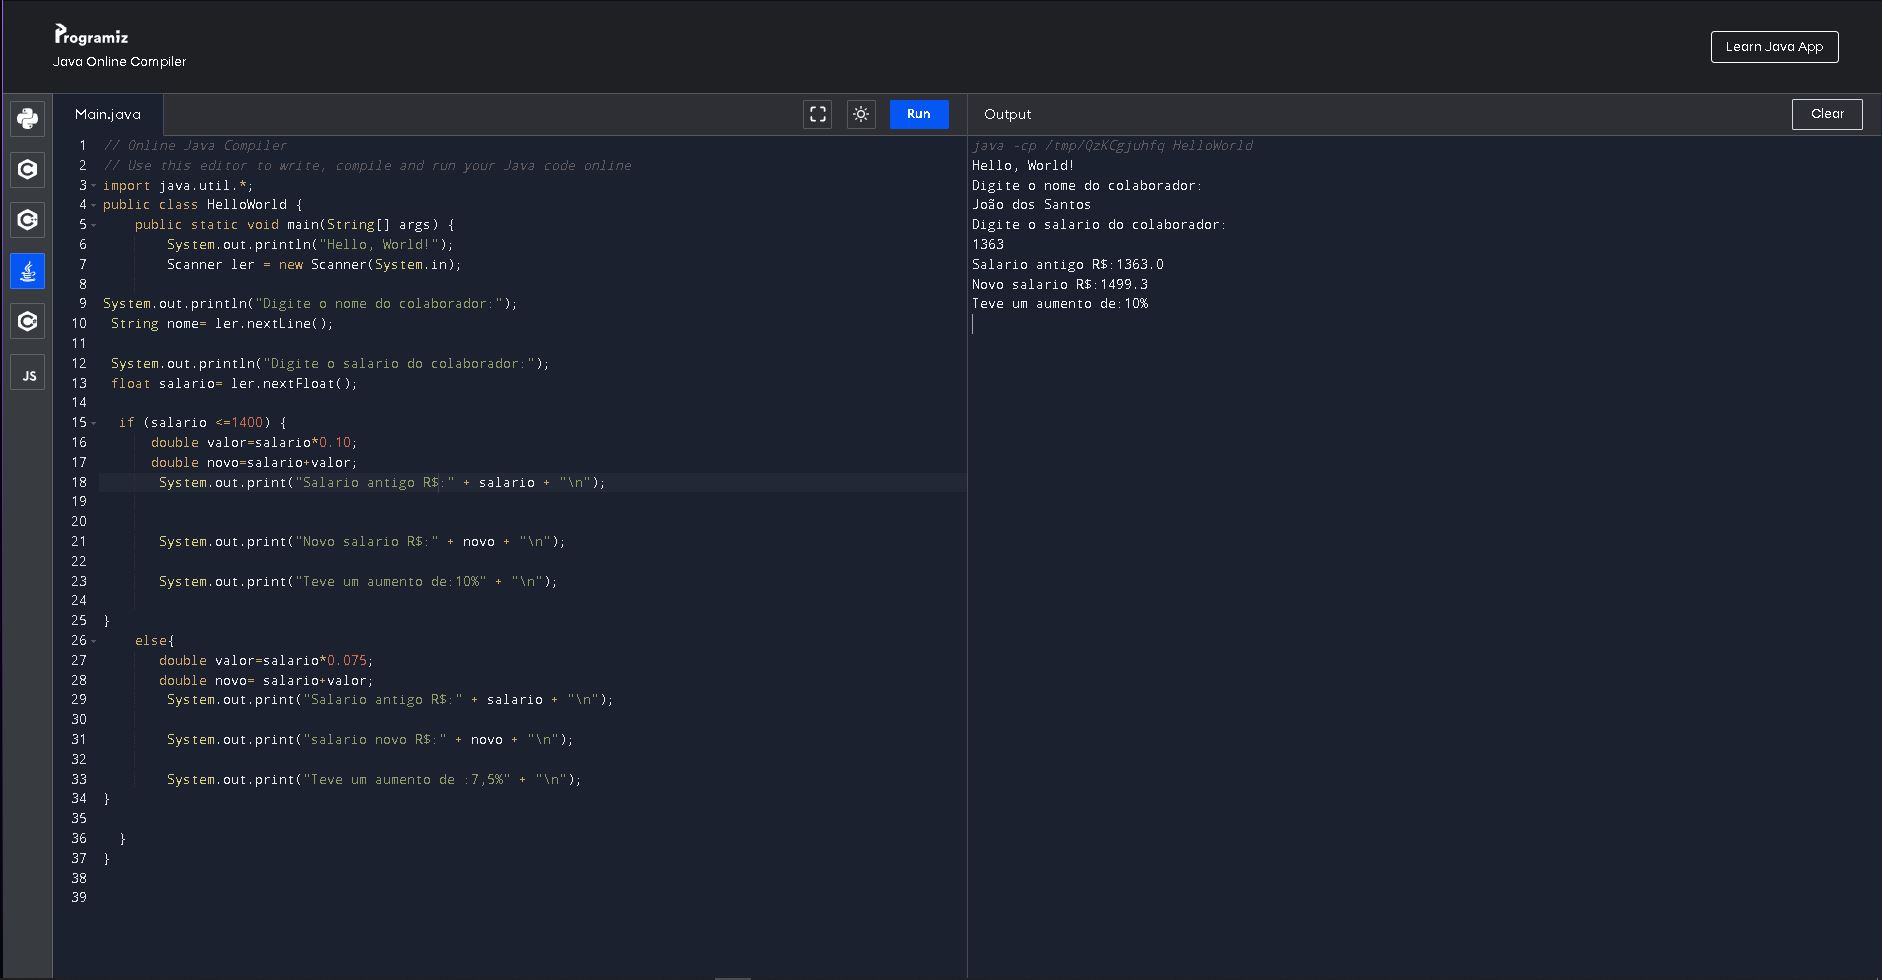 Programiz
Java Online Compiler
Learn Java App
Main.java
Run
Output
Clear
JS
1 // Online Java Compiler
2 // Use this editor to write, compile and run your Java code online
3 import java.util.*;
4 public class HelloWorld {
5 public static void main(String[] args) {
6 System.out.println("Hello, World!");
7 Scanner ler = new Scanner(System.in);
8
9 System.out.println("Digite o nome do colaborador:");
10 String nome= ler.nextLine();
11
12 System.out.println("Digite o salario do colaborador:");
13 float salario= ler.nextFloat();
14
15 if (salario <=1400) {
16 double valor=salario*0.10;
17 double novo=salario+valor;
18 System.out.print("Salario antigo R$:" + salario + "\n");
19
20
21 System.out.print("Novo salario R$:" + novo + "\n");
22
23 System.out.print("Teve um aumento de:10%" + "\n");
24
25 }
26 else{
27 double valor=salario*0.075;
28 double novo= salario+valor;
29 System.out.print("Salario antigo R$:" + salario + "\n");
30
31 System.out.print("salario novo R$:" + novo + "\n");
32
33 System.out.print("Teve um aumento de :7,5%" + "\n");
34 }
35
36 }
37 }
38
39
java -cp /tmp/QzKCgjuhfq HelloWorld
Hello, World!
Digite o nome do colaborador:
João dos Santos
Digite o salario do colaborador:
1363
Salario antigo R$:1363.0
Novo salario R$:1499.3
Teve um aumento de:10%